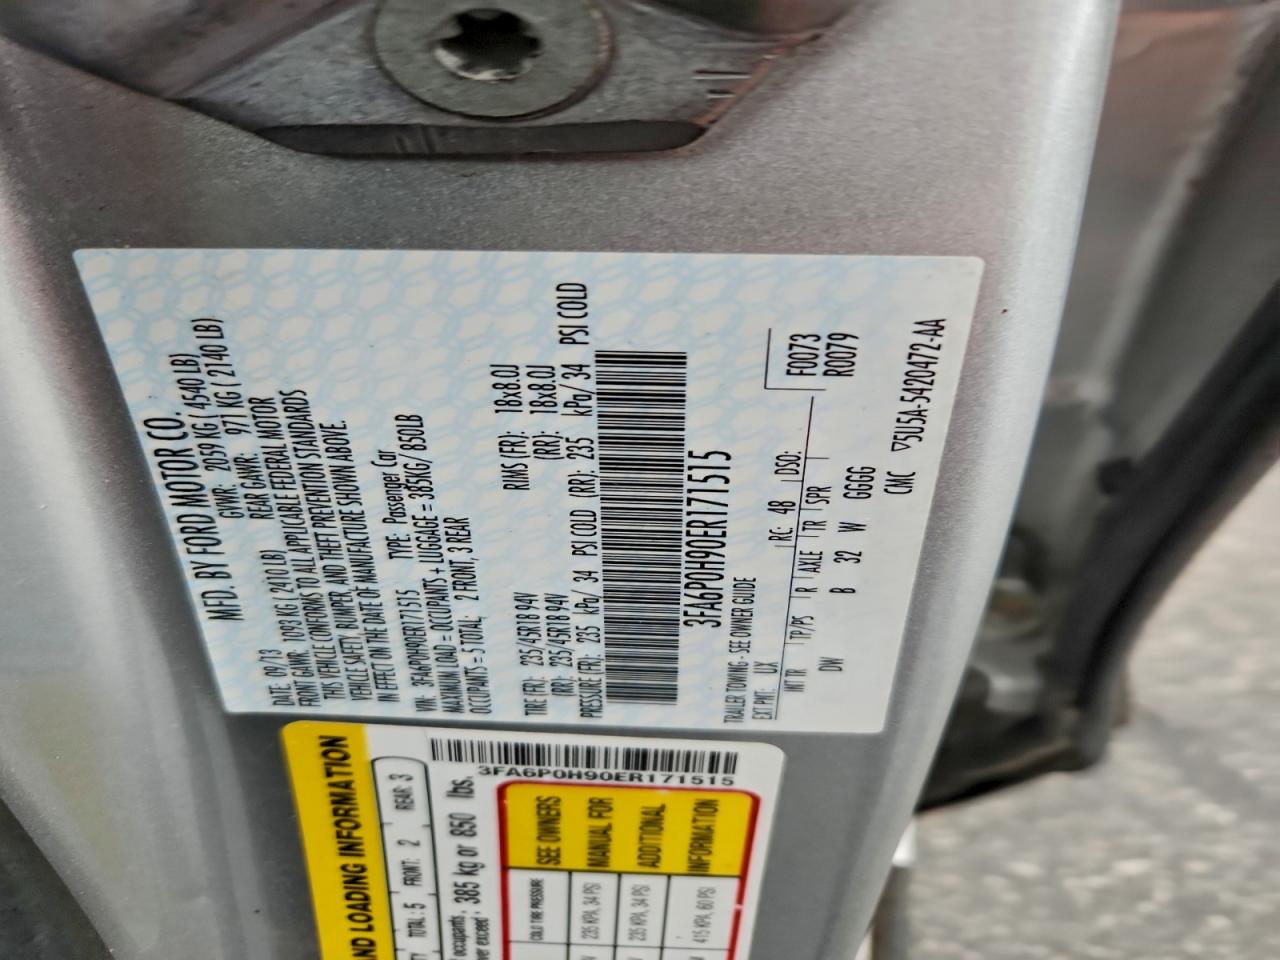 MFD. BY FORD MOTOR CO.
DATE: 09/13 GVWR: 2059 KG ( 4540 LB)
FRONT GAWR: 1093 KG ( 2410 LB) REAR GAWR: 971 KG ( 2140 LB)
THIS VEHICLE CONFORMS TO ALL APPLICABLE FEDERAL MOTOR
VEHICLE SAFETY, BUMPER, AND THEFT PREVENTION STANDARDS
IN EFFECT ON THE DATE OF MANUFACTURE SHOWN ABOVE.
VIN: 3FA6P0H90ER171515 TYPE: Passenger Car
MAXIMUM LOAD = OCCUPANTS + LUGGAGE = 385KG/ 850LB
OCCUPANTS = 5 TOTAL; 2 FRONT, 3 REAR
TIRE (FR): 235/45R18 94V RIMS (FR): 18x8.0J
(RR): 235/45R18 94V (RR): 18x8.0J
PRESSURE (FR): 235 kPa/ 34 PSI COLD (RR): 235 kPa/ 34 PSI COLD
3FA6P0H90ER171515
TRAILER TOWING - SEE OWNER GUIDE
F0073
EXT PNT: UX RC: 48 DSO: R0079
INT TR TP/PS R AXLE TR SPR
DW B 32 W GGGG
CMC ▽5U5A-5420472-AA
AND LOADING INFORMATION
TOTAL: 5 FRONT: 2 REAR: 3
385 kg or 850 lbs.
3FA6P0H90ER171515
COLD TIRE PRESSURE SEE OWNERS
235 KPA, 34 PSI MANUAL FOR
235 KPA, 34 PSI ADDITIONAL
415 KPA, 60 PSI INFORMATION